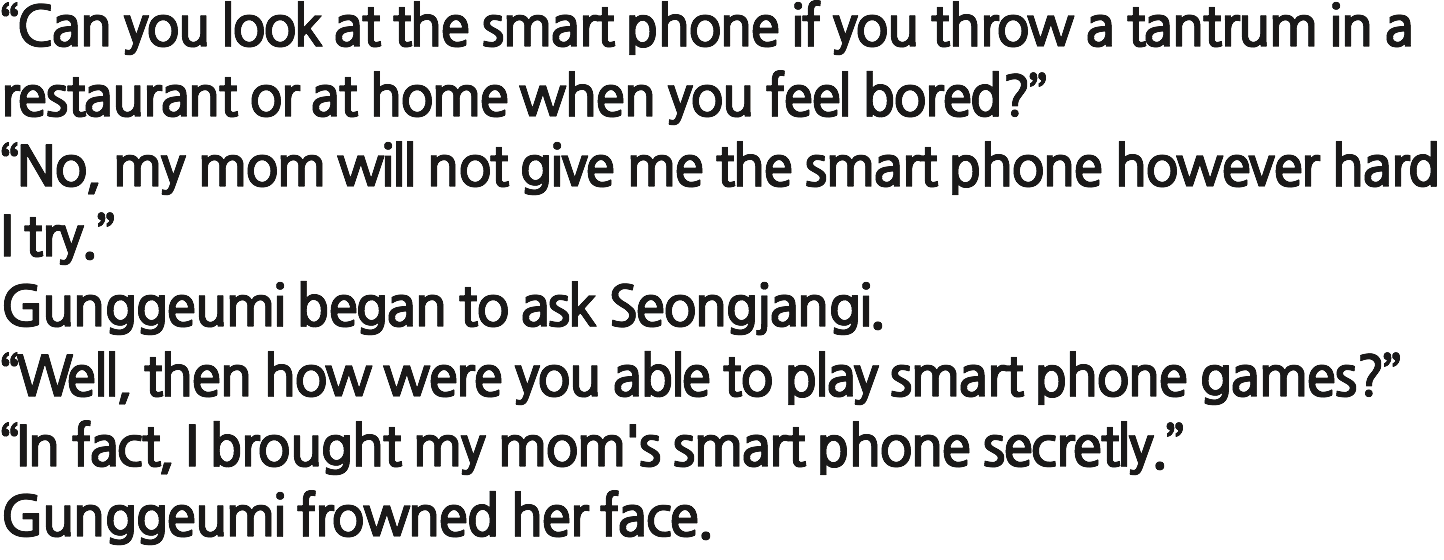 “Can you look at the smart phone if you throw a tantrum in a
restaurant or at home when you feel bored?”
“No, my mom will not give me the smart phone however hard
I try.”
Gunggeumi began to ask Seongjangi.
“Well, then how were you able to play smart phone games?”
“In fact, I brought my mom's smart phone secretly.”
Gunggeumi frowned her face.